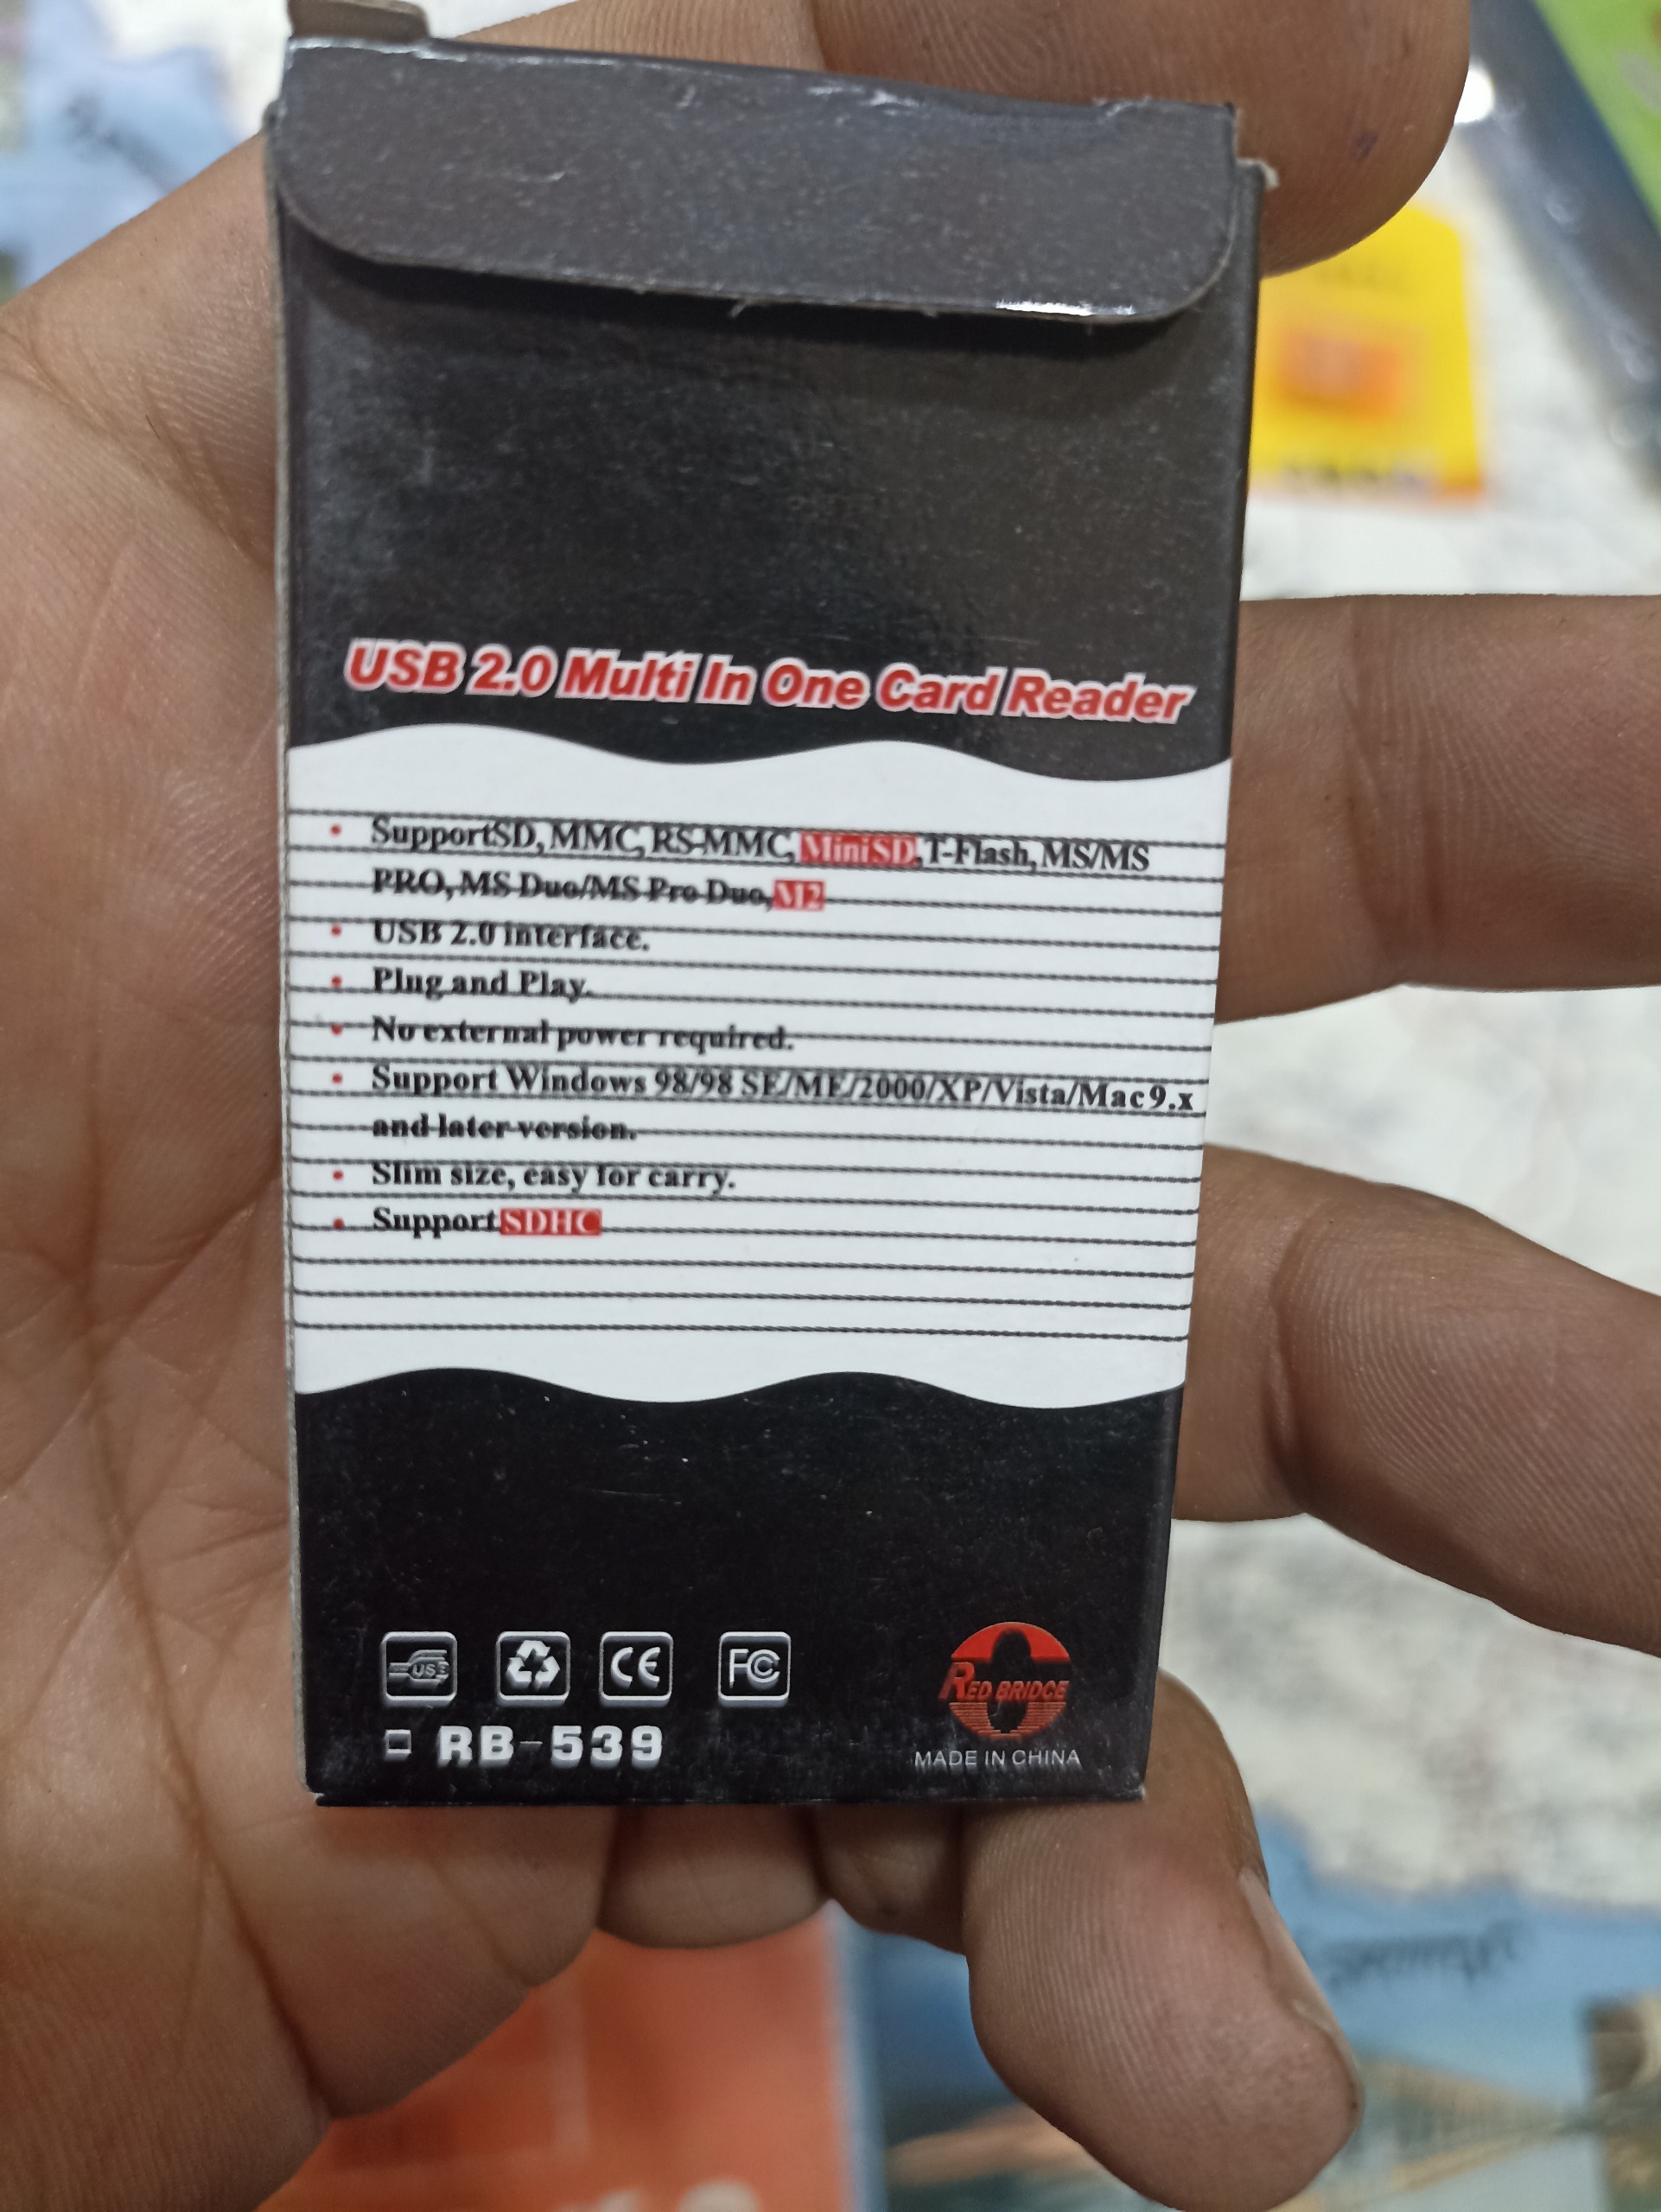 USB 2.0 Multi In One Card Reader
• SupportSD, MMC, RS-MMC, MiniSD, T-Flash, MS/MS
PRO, MS Duo/MS Pro Duo, M2
• USB 2.0 interface.
• Plug and Play.
• No external power required.
• Support Windows 98/98 SE/ME/2000/XP/Vista/Mac9.x
and later version.
• Slim size, easy for carry.
• Support SDHC
USB
CE
FC
RB-539
RED BRIDGE
MADE IN CHINA